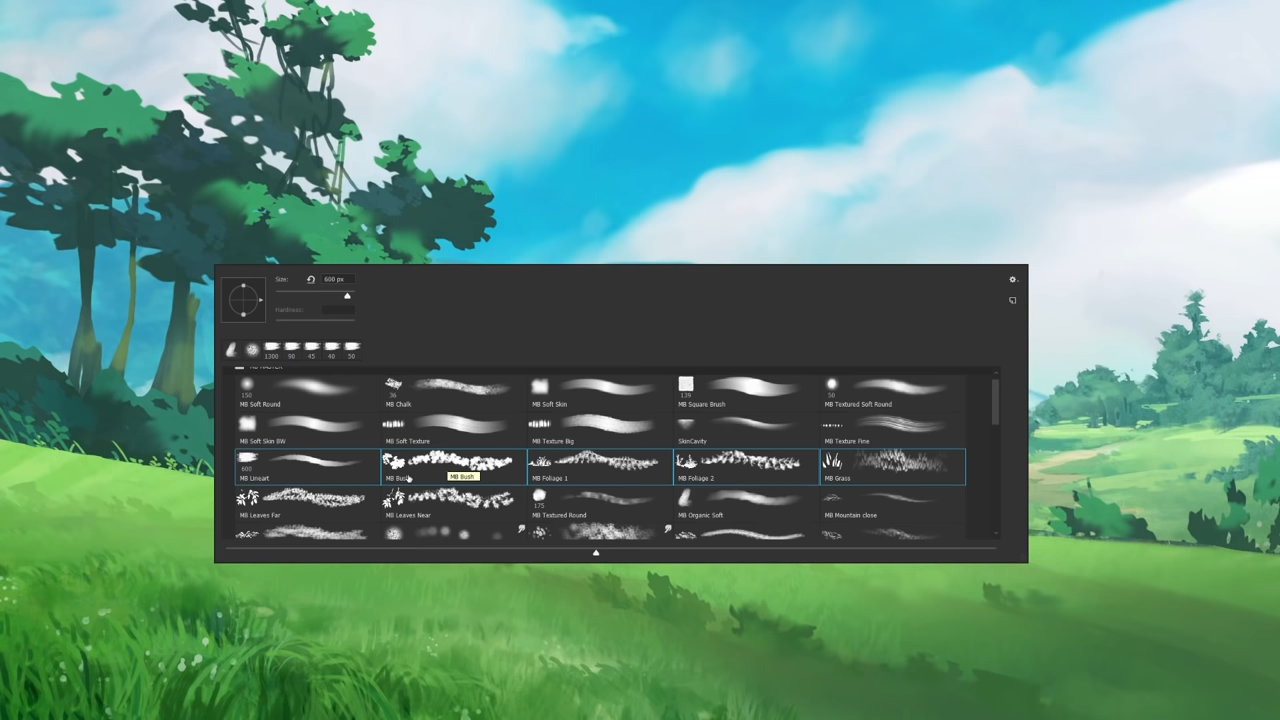 Size: 600 px
Hardness:
1300 90 45 40 50
150 36 139 50
MB Soft Round MB Chalk MB Soft Skin MB Square Brush MB Textured Soft Round
MB Soft Skin BW MB Soft Texture MB Texture Big SkinCavity MB Texture Fine
600
MB Lineart MB Bush MB Bush MB Foliage 1 MB Foliage 2 MB Grass
175
MB Leaves Far MB Leaves Near MB Textured Round MB Organic Soft MB Mountain close